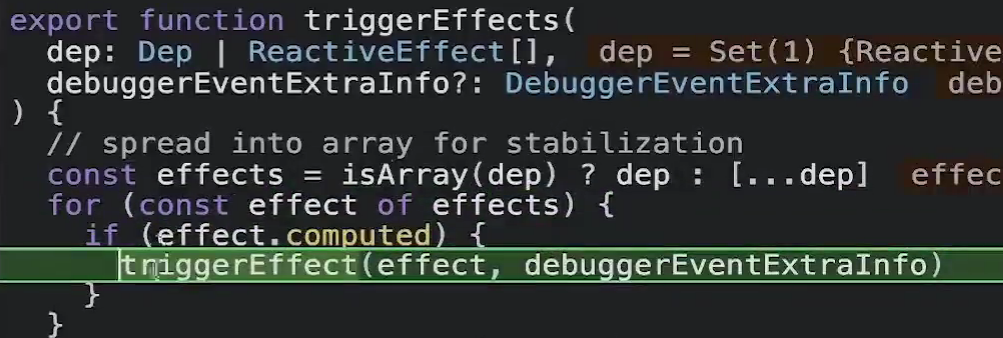 export function triggerEffects(
dep: Dep | ReactiveEffect[], dep = Set(1) {Reactive
debuggerEventExtraInfo?: DebuggerEventExtraInfo deb
) {
// spread into array for stabilization
const effects = isArray(dep) ? dep : [...dep] effec
for (const effect of effects) {
if (effect.computed) {
triggerEffect(effect, debuggerEventExtraInfo)
}
}